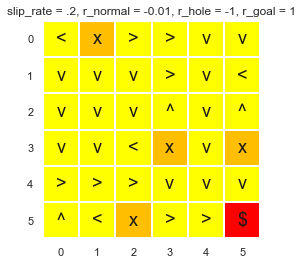 slip_rate = .2, r_normal = -0.01, r_hole = -1, r_goal = 1
0 < x > > v v
1 v v v > v <
2 v v v ^ v ^
3 v v < x v x
4 > > > v v v
5 ^ < x > > $
0 1 2 3 4 5